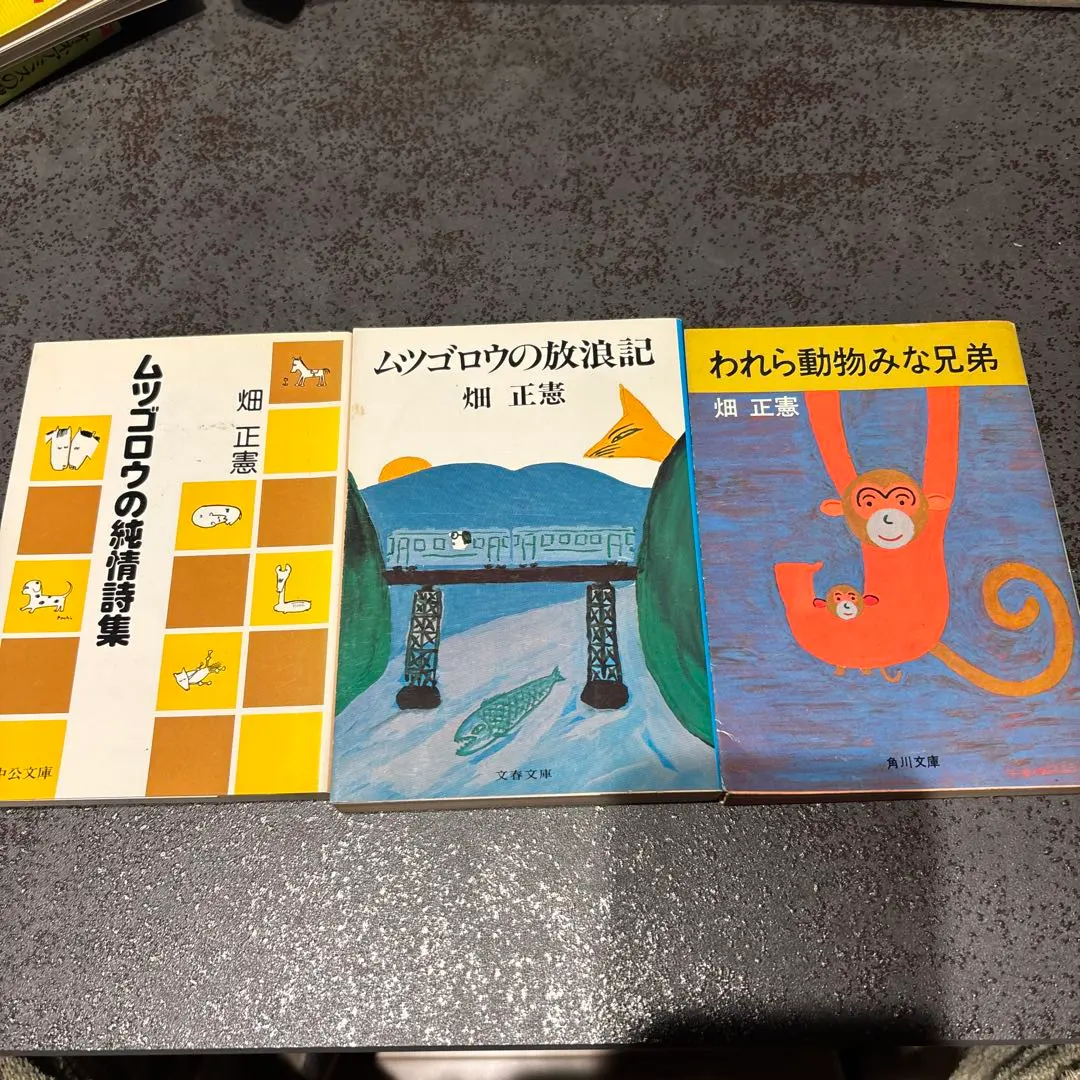 ムツゴロウの純情詩集
畑 正憲
中公文庫
ムツゴロウの放浪記
畑 正憲
文春文庫
われら動物みな兄弟
畑 正憲
角川文庫